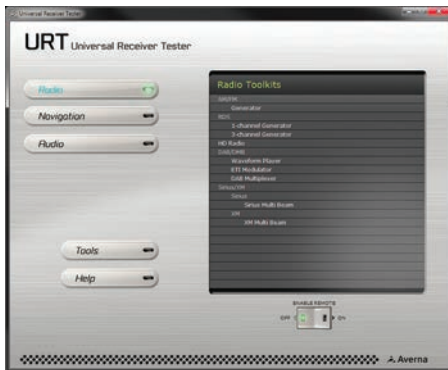 Universal Receiver Tester
URT Universal Receiver Tester
Radio
Navigation
Audio
Tools
Help
Radio Toolkits
AM/FM
Generator
RDS
1-channel Generator
3-channel Generator
HD Radio
DAB/DMB
Waveform Player
ETI Modulator
DAB Multiplexer
Sirius/XM
Sirius
Sirius Multi Beam
XM
XM Multi Beam
ENABLE REMOTE
OFF
ON
Averna